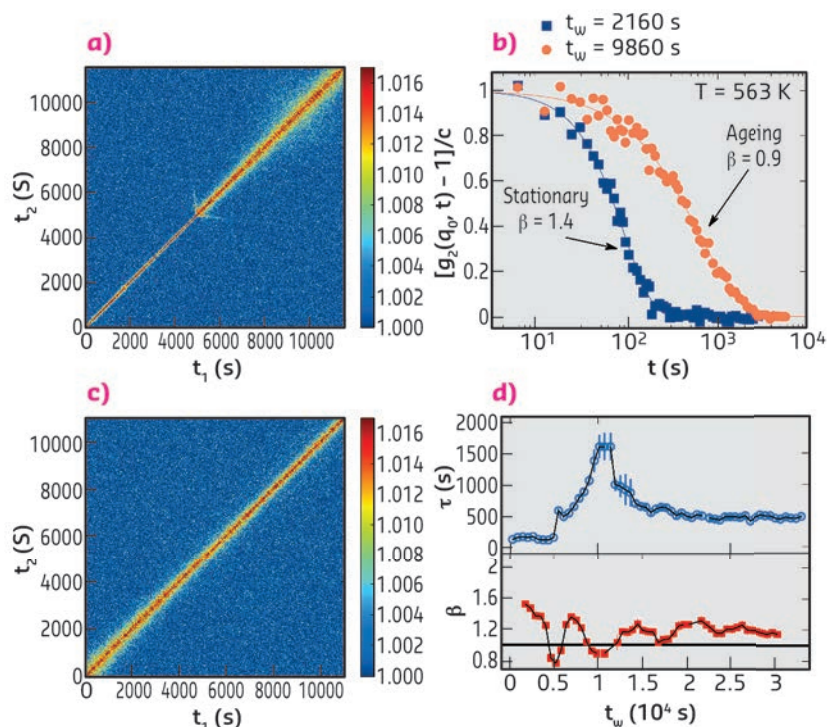 a)
t₂ (S)
10000
8000
6000
4000
2000
0
0 2000 4000 6000 8000 10000
t₁ (s)
1.016
1.014
1.012
1.010
1.008
1.006
1.004
1.002
1.000
b)
t_w = 2160 s
t_w = 9860 s
[g₂(q₀, t) − 1]/c
1
0.8
0.6
0.4
0.2
0
T = 563 K
Ageing
β = 0.9
Stationary
β = 1.4
10¹ 10² 10³ 10⁴
t (s)
c)
t₂ (S)
10000
8000
6000
4000
2000
0
0 2000 4000 6000 8000 10000
t₁ (s)
1.016
1.014
1.012
1.010
1.008
1.006
1.004
1.002
1.000
d)
τ (s)
2000
1500
1000
500
0
β
2
1.6
1.2
0.8
0 0.5 1 1.5 2 2.5 3
t_w (10⁴ s)